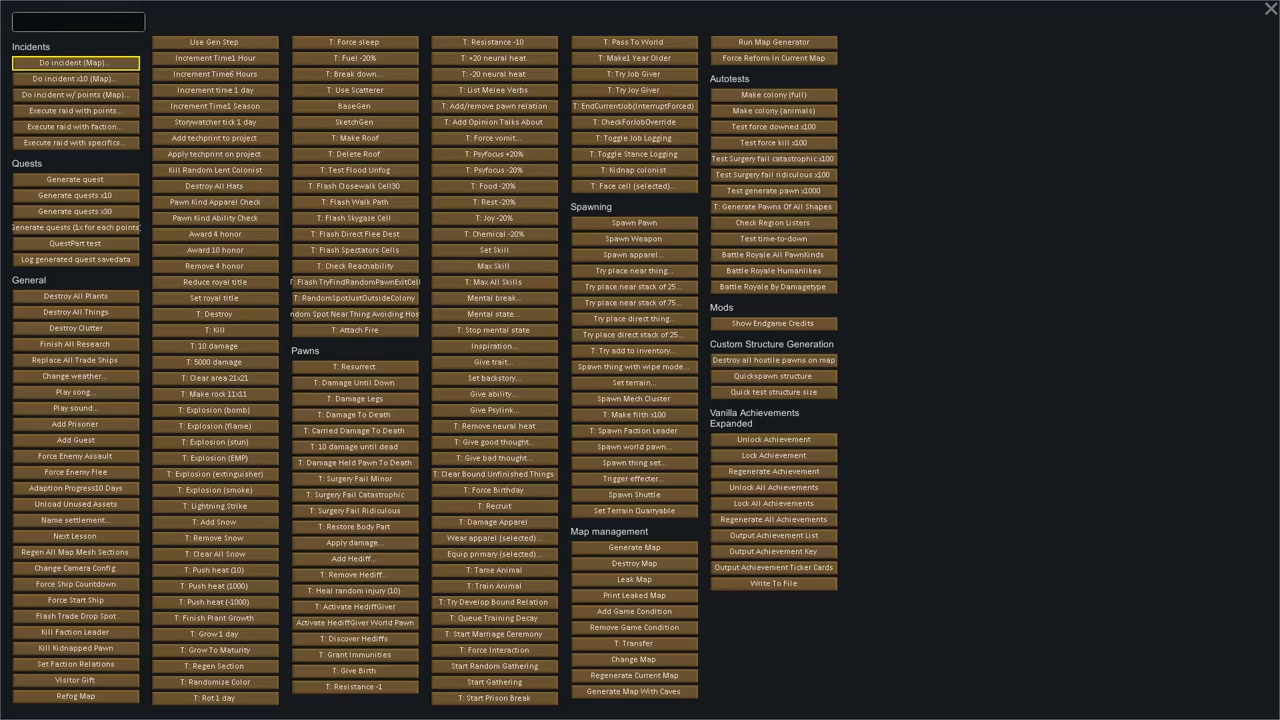 Incidents
Do incident (Map)...
Do incident x10 (Map)...
Do incident w/ points (Map)...
Execute raid with points...
Execute raid with faction...
Execute raid with specifics...
Quests
Generate quest
Generate quests x10
Generate quests x30
Generate quests (1x for each points)
QuestPart test
Log generated quest savedata
General
Destroy All Plants
Destroy All Things
Destroy Clutter
Finish All Research
Replace All Trade Ships
Change weather...
Play song...
Play sound...
Add Prisoner
Add Guest
Force Enemy Assault
Force Enemy Flee
Adaption Progress10 Days
Unload Unused Assets
Name settlement...
Next Lesson
Regen All Map Mesh Sections
Change Camera Config
Force Ship Countdown
Force Start Ship
Flash Trade Drop Spot
Kill Faction Leader
Kill Kidnapped Pawn
Set Faction Relations
Visitor Gift
Refog Map
Use Gen Step
Increment Time1 Hour
Increment Time6 Hours
Increment time 1 day
Increment Time1 Season
Storywatcher tick 1 day
Add techprint to project
Apply techprint on project
Kill Random Lent Colonist
Destroy All Hats
Pawn Kind Apparel Check
Pawn Kind Ability Check
Award 4 honor
Award 10 honor
Remove 4 honor
Reduce royal title
Set royal title
T: Destroy
T: Kill
T: 10 damage
T: 5000 damage
T: Clear area 21x21
T: Make rock 11x11
T: Explosion (bomb)
T: Explosion (flame)
T: Explosion (stun)
T: Explosion (EMP)
T: Explosion (extinguisher)
T: Explosion (smoke)
T: Lightning Strike
T: Add Snow
T: Remove Snow
T: Clear All Snow
T: Push heat (10)
T: Push heat (1000)
T: Push heat (-1000)
T: Finish Plant Growth
T: Grow 1 day
T: Grow To Maturity
T: Regen Section
T: Randomize Color
T: Rot 1 day
T: Force sleep
T: Fuel -20%
T: Break down...
T: Use Scatterer
BaseGen
SketchGen
T: Make Roof
T: Delete Roof
T: Test Flood Unfog
T: Flash Closewalk Cell30
T: Flash Walk Path
T: Flash Skygaze Cell
T: Flash Direct Flee Dest
T: Flash Spectators Cells
T: Check Reachability
T: Flash TryFindRandomPawnExitCell
T: RandomSpotJustOutsideColony
ndom Spot Near Thing Avoiding Hos
T: Attach Fire
Pawns
T: Resurrect
T: Damage Until Down
T: Damage Legs
T: Damage To Death
T: Carried Damage To Death
T: 10 damage until dead
T: Damage Held Pawn To Death
T: Surgery Fail Minor
T: Surgery Fail Catastrophic
T: Surgery Fail Ridiculous
T: Restore Body Part
Apply damage...
Add Hediff...
T: Remove Hediff...
T: Heal random injury (10)
T: Activate HediffGiver
Activate HediffGiver World Pawn
T: Discover Hediffs
T: Grant Immunities
T: Give Birth
T: Resistance -1
T: Resistance -10
T: +20 neural heat
T: -20 neural heat
T: List Melee Verbs
T: Add/remove pawn relation
T: Add Opinion Talks About
T: Force vomit...
T: Psyfocus +20%
T: Psyfocus -20%
T: Food -20%
T: Rest -20%
T: Joy -20%
T: Chemical -20%
Set Skill
Max Skill
T: Max All Skills
Mental break...
Mental state...
T: Stop mental state
Inspiration...
Give trait...
Set backstory...
Give ability...
Give Psylink...
T: Remove neural heat
T: Give good thought...
T: Give bad thought...
T: Clear Bound Unfinished Things
T: Force Birthday
T: Recruit
T: Damage Apparel
Wear apparel (selected)...
Equip primary (selected)...
T: Tame Animal
T: Train Animal
T: Try Develop Bound Relation
T: Queue Training Decay
T: Start Marriage Ceremony
T: Force Interaction
Start Random Gathering
Start Gathering
T: Start Prison Break
T: Pass To World
T: Make1 Year Older
T: Try Job Giver
T: Try Joy Giver
T: EndCurrentJob(InterruptForced)
T: CheckForJobOverride
T: Toggle Job Logging
T: Toggle Stance Logging
T: Kidnap colonist
T: Face cell (selected)...
Spawning
Spawn Pawn
Spawn Weapon
Spawn apparel...
Try place near thing...
Try place near stack of 25...
Try place near stack of 75...
Try place direct thing...
Try place direct stack of 25...
T: Try add to inventory...
Spawn thing with wipe mode...
Set terrain...
Spawn Mech Cluster
T: Make filth x100
T: Spawn Faction Leader
Spawn world pawn...
Spawn thing set...
Trigger effecter...
Spawn Shuttle
Set Terrain Quarryable
Map management
Generate Map
Destroy Map
Leak Map
Print Leaked Map
Add Game Condition
Remove Game Condition
T: Transfer
Change Map
Regenerate Current Map
Generate Map With Caves
Run Map Generator
Force Reform In Current Map
Autotests
Make colony (full)
Make colony (animals)
Test force downed x100
Test force kill x100
Test Surgery fail catastrophic x100
Test Surgery fail ridiculous x100
Test generate pawn x1000
T: Generate Pawns Of All Shapes
Check Region Listers
Test time-to-down
Battle Royale All PawnKinds
Battle Royale Humanlikes
Battle Royale By Damagetype
Mods
Show Endgame Credits
Custom Structure Generation
Destroy all hostile pawns on map
Quickspawn structure
Quick test structure size
Vanilla Achievements
Expanded
Unlock Achievement
Lock Achievement
Regenerate Achievement
Unlock All Achievements
Lock All Achievements
Regenerate All Achievements
Output Achievement List
Output Achievement Key
Output Achievement Ticker Cards
Write To File